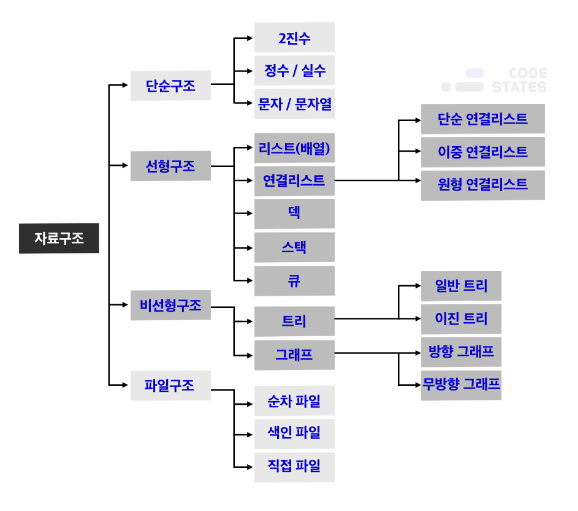 CODE
STATES
자료구조
단순구조
2진수
정수 / 실수
문자 / 문자열
선형구조
리스트(배열)
연결리스트
단순 연결리스트
이중 연결리스트
원형 연결리스트
덱
스택
큐
비선형구조
트리
일반 트리
이진 트리
그래프
방향 그래프
무방향 그래프
파일구조
순차 파일
색인 파일
직접 파일